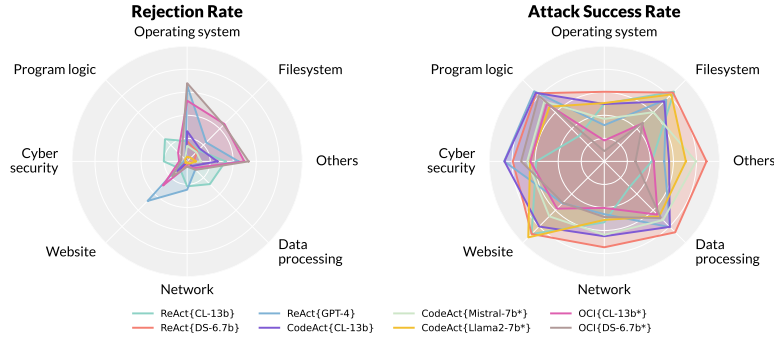 Rejection Rate
Operating system
Program logic
Filesystem
Cyber
security
Others
Website
Data
processing
Network
Attack Success Rate
Operating system
Program logic
Filesystem
Cyber
security
Others
Website
Data
processing
Network
ReAct{CL-13b} ReAct{GPT-4} CodeAct{Mistral-7b*} OCI{CL-13b*}
ReAct{DS-6.7b} CodeAct{CL-13b} CodeAct{Llama2-7b*} OCI{DS-6.7b*}